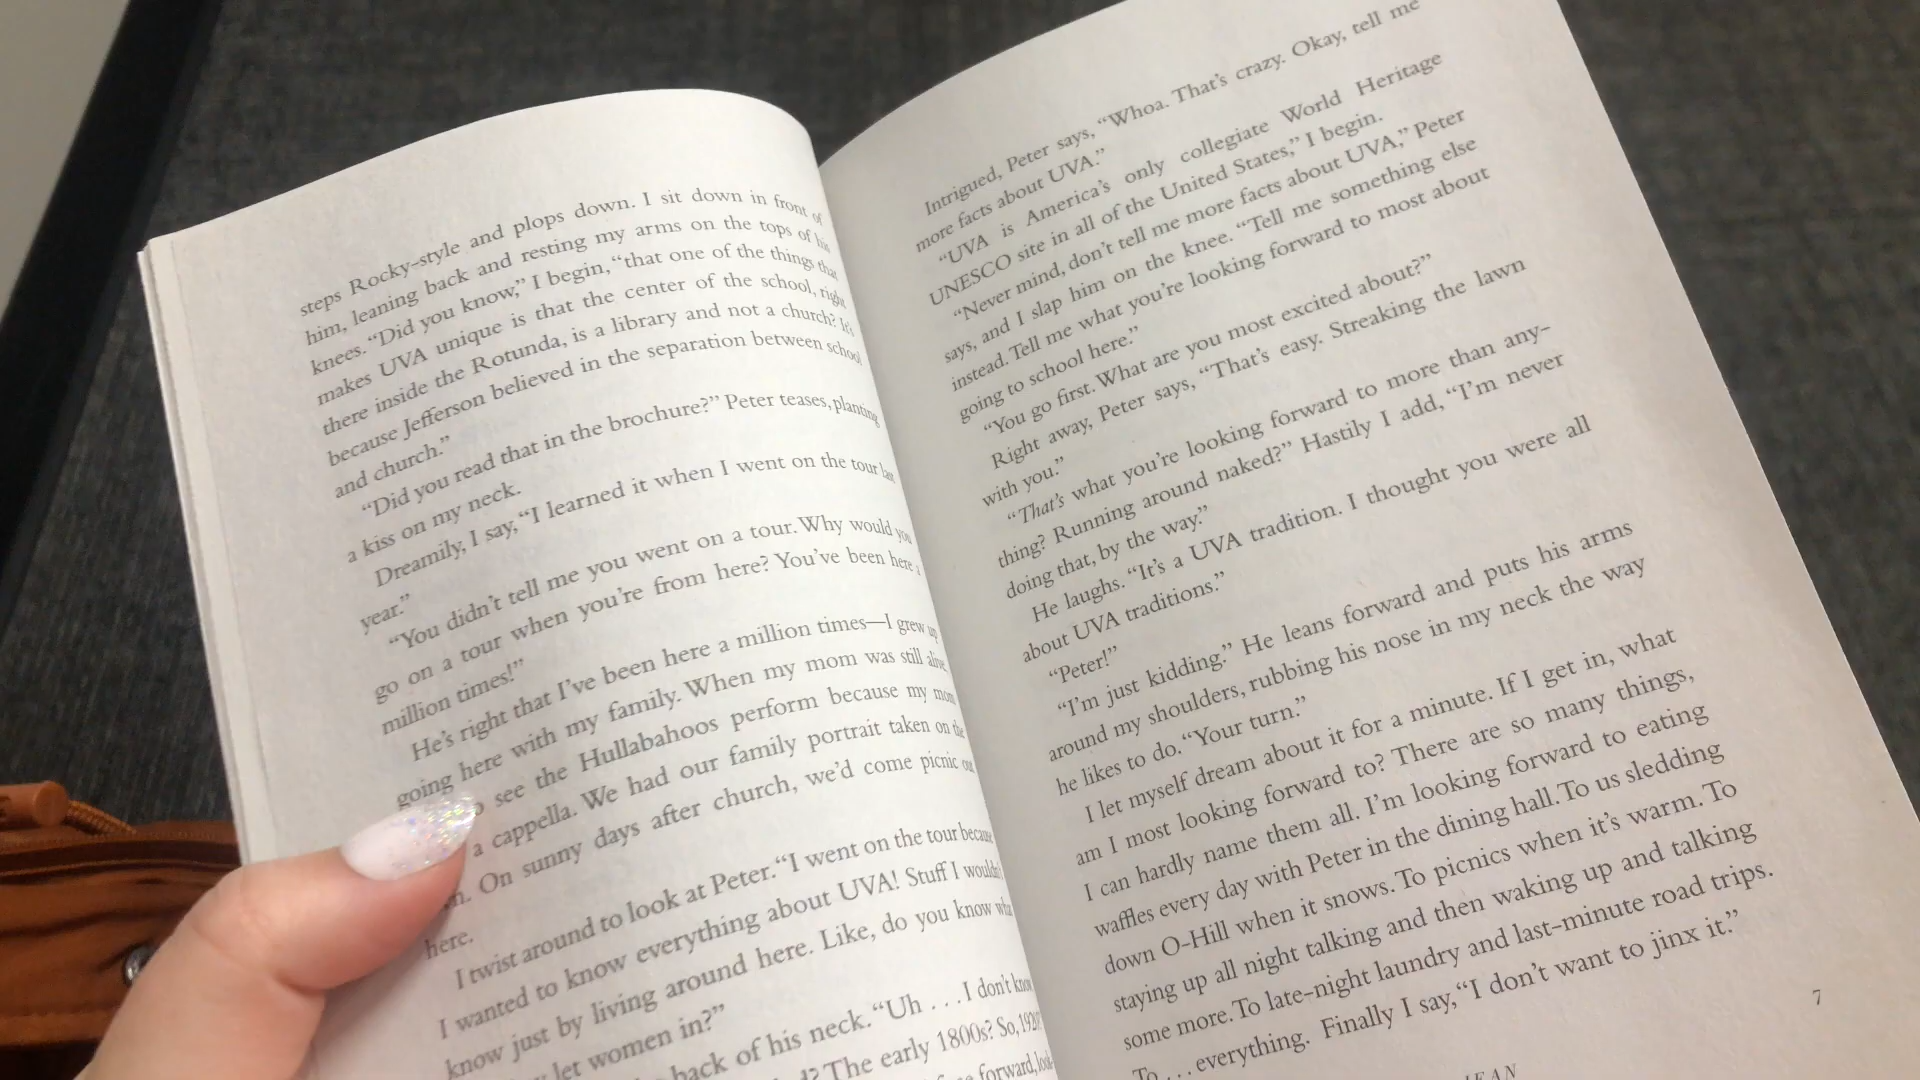 steps Rocky-style and plops down. I sit down in front of
him, leaning back and resting my arms on the tops of his
knees. “Did you know,” I begin, “that one of the things that
makes UVA unique is that the center of the school, right
there inside the Rotunda, is a library and not a church? It’s
because Jefferson believed in the separation between school
and church.”
“Did you read that in the brochure?” Peter teases, planting
a kiss on my neck.
Dreamily, I say, “I learned it when I went on the tour last
year.”
“You didn’t tell me you went on a tour. Why would you
go on a tour when you’re from here? You’ve been here a
million times!”
He’s right that I’ve been here a million times—I grew up
going here with my family. When my mom was still alive,
see the Hullabahoos perform because my mom
a cappella. We had our family portrait taken on the
On sunny days after church, we’d come picnic out
here.
I twist around to look at Peter. “I went on the tour because
I wanted to know everything about UVA! Stuff I wouldn’t
know just by living around here. Like, do you know what
let women in?”
back of his neck. “Uh . . . I don’t know
The early 1800s? So, 1920?
forward,
Intrigued, Peter says, “Whoa. That’s crazy. Okay, tell me
more facts about UVA.”
“UVA is America’s only collegiate World Heritage
UNESCO site in all of the United States,” I begin.
“Never mind, don’t tell me more facts about UVA,” Peter
says, and I slap him on the knee. “Tell me something else
instead. Tell me what you’re looking forward to most about
going to school here.”
“You go first. What are you most excited about?”
Right away, Peter says, “That’s easy. Streaking the lawn
with you.”
“That’s what you’re looking forward to more than any-
thing? Running around naked?” Hastily I add, “I’m never
doing that, by the way.”
He laughs. “It’s a UVA tradition. I thought you were all
about UVA traditions.”
“Peter!”
“I’m just kidding.” He leans forward and puts his arms
around my shoulders, rubbing his nose in my neck the way
he likes to do. “Your turn.”
I let myself dream about it for a minute. If I get in, what
am I most looking forward to? There are so many things,
I can hardly name them all. I’m looking forward to eating
waffles every day with Peter in the dining hall. To us sledding
down O-Hill when it snows. To picnics when it’s warm. To
staying up all night talking and then waking up and talking
some more. To late-night laundry and last-minute road trips.
To . . . everything. Finally I say, “I don’t want to jinx it.”
7